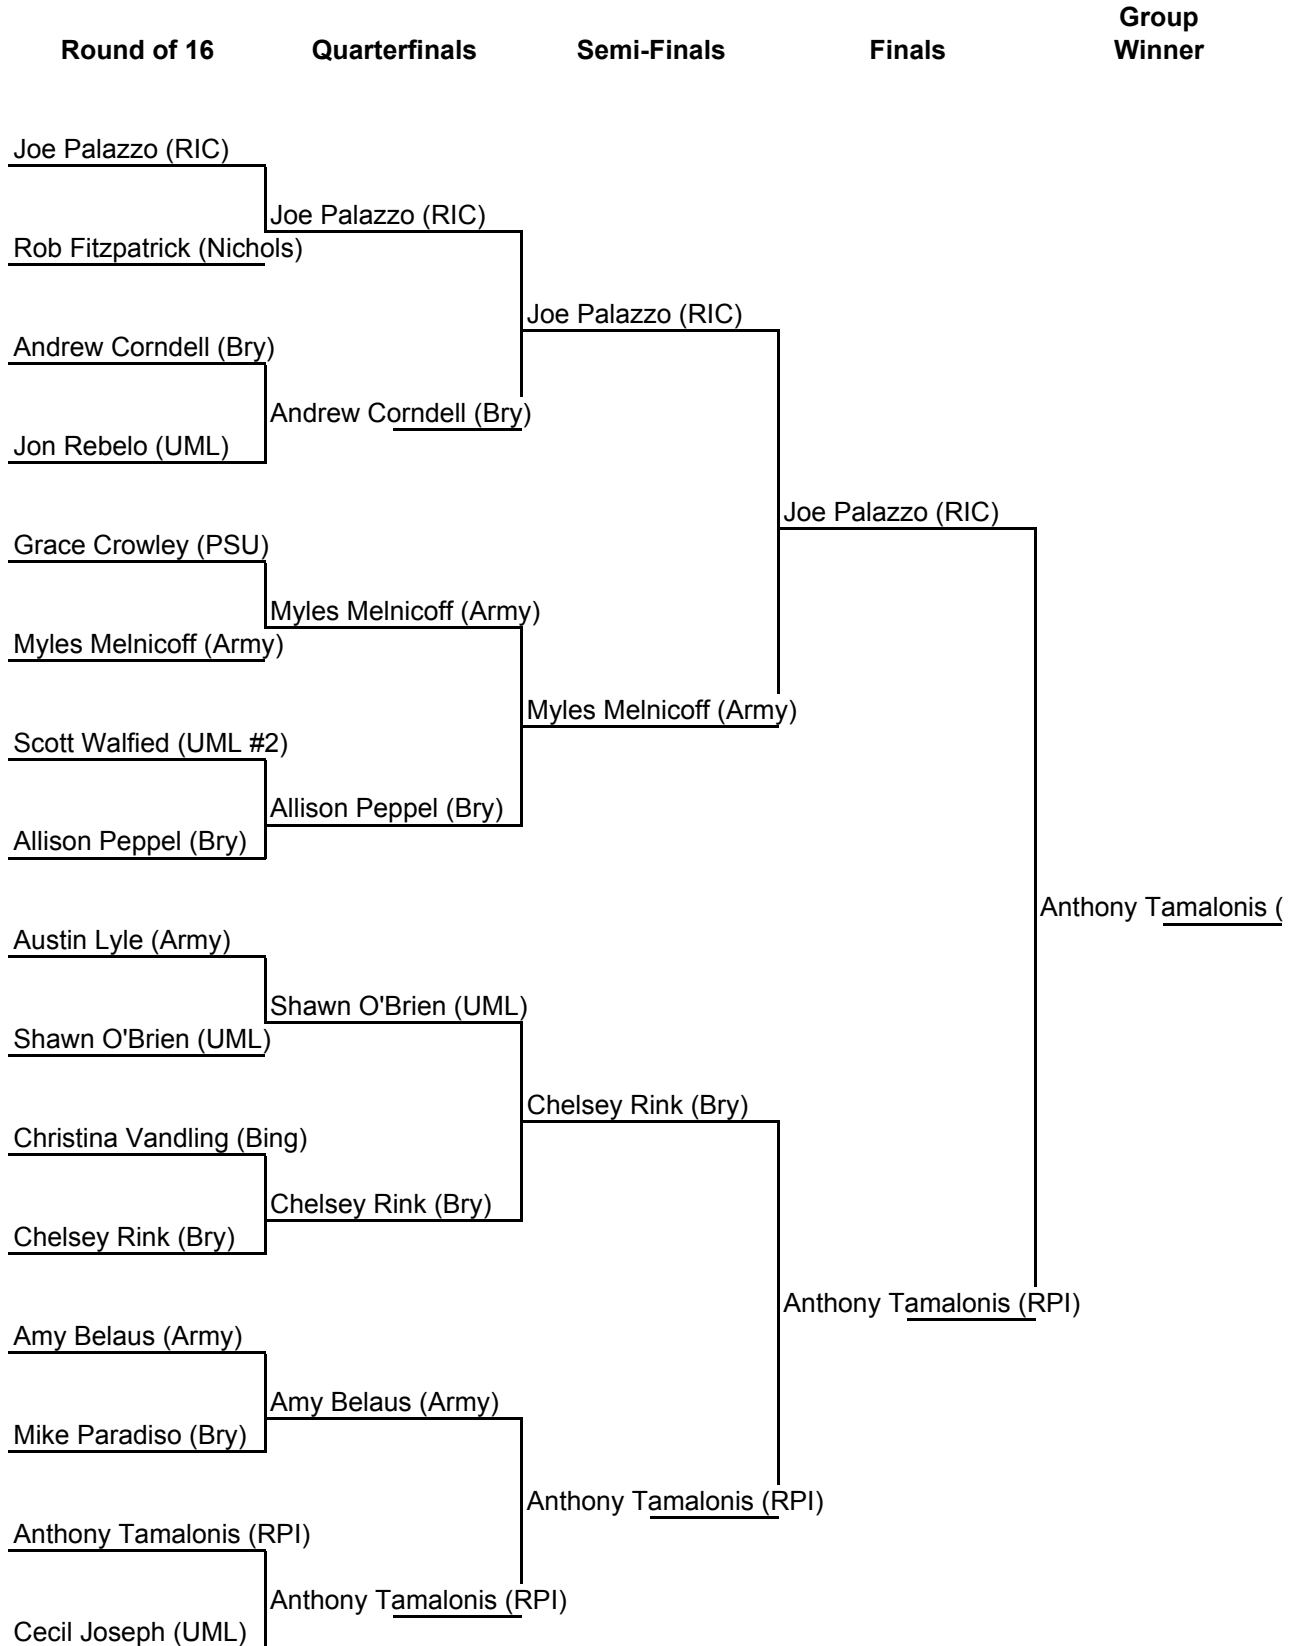 Group
Round of 16 Quarterfinals Semi-Finals Finals Winner
Joe Palazzo (RIC)
Joe Palazzo (RIC)
Rob Fitzpatrick (Nichols)
Joe Palazzo (RIC)
Andrew Corndell (Bry)
Andrew Corndell (Bry)
Jon Rebelo (UML)
Joe Palazzo (RIC)
Grace Crowley (PSU)
Myles Melnicoff (Army)
Myles Melnicoff (Army)
Myles Melnicoff (Army)
Scott Walfied (UML #2)
Allison Peppel (Bry)
Allison Peppel (Bry)
Anthony Tamalonis (
Austin Lyle (Army)
Shawn O'Brien (UML)
Shawn O'Brien (UML)
Chelsey Rink (Bry)
Christina Vandling (Bing)
Chelsey Rink (Bry)
Chelsey Rink (Bry)
Anthony Tamalonis (RPI)
Amy Belaus (Army)
Amy Belaus (Army)
Mike Paradiso (Bry)
Anthony Tamalonis (RPI)
Anthony Tamalonis (RPI)
Anthony Tamalonis (RPI)
Cecil Joseph (UML)